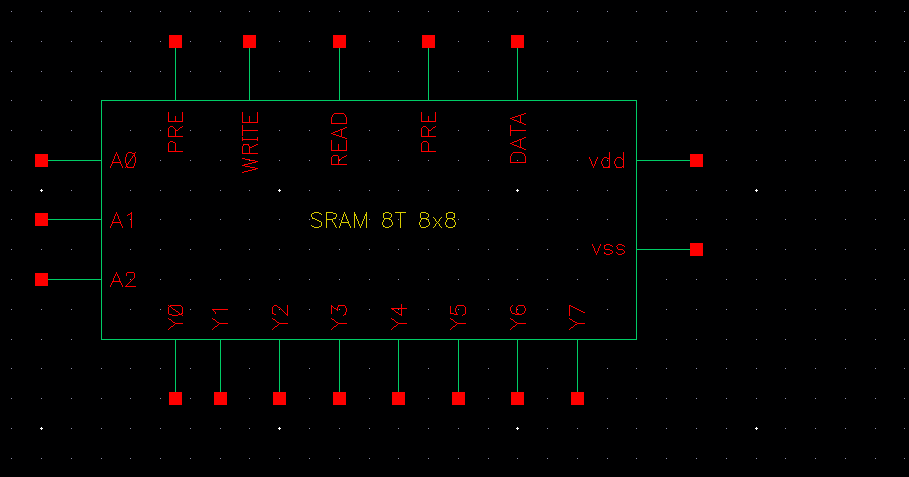 PRE
WRITE
READ
PRE
DATA
A0
vdd
A1
SRAM 8T 8x8
vss
A2
Y0
Y1
Y2
Y3
Y4
Y5
Y6
Y7